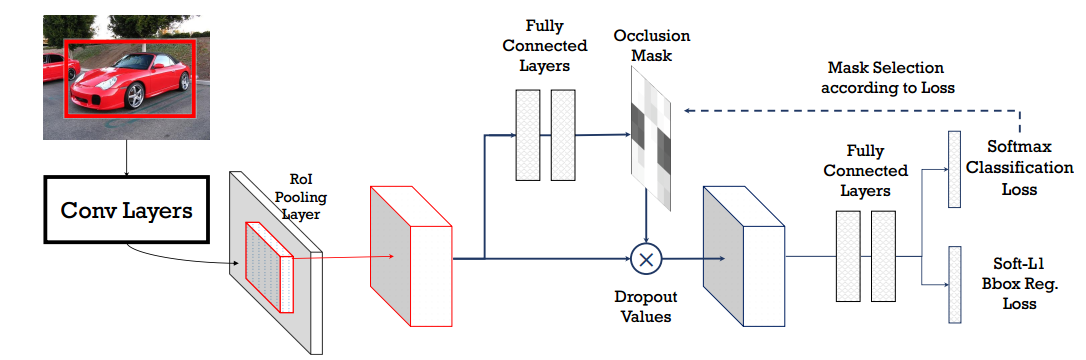 Conv Layers
RoI
Pooling
Layer
Fully
Connected
Layers
Occlusion
Mask
Dropout
Values
Mask Selection
according to Loss
Fully
Connected
Layers
Softmax
Classification
Loss
Soft-L1
Bbox Reg.
Loss